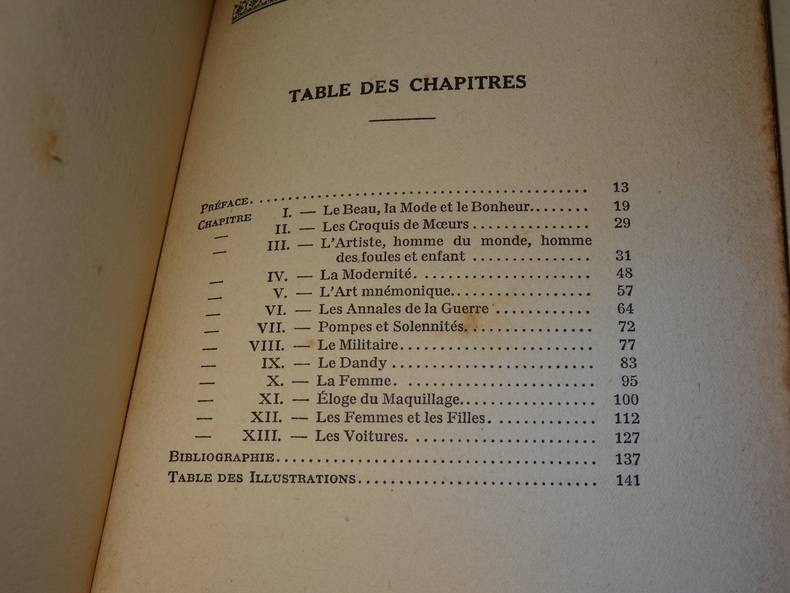 TABLE DES CHAPITRES
PRÉFACE. ........................................ 13
CHAPITRE I. — Le Beau, la Mode et le Bonheur........ 19
— II. — Les Croquis de Mœurs ............... 29
— III. — L'Artiste, homme du monde, homme
des foules et enfant ............... 31
— IV. — La Modernité. ...................... 48
— V. — L'Art mnémonique.................. 57
— VI. — Les Annales de la Guerre ............ 64
— VII. — Pompes et Solennités. ............... 72
— VIII. — Le Militaire........................ 77
— IX. — Le Dandy ......................... 83
— X. — La Femme. ....................... 95
— XI. — Éloge du Maquillage................ 100
— XII. — Les Femmes et les Filles. ............. 112
— XIII. — Les Voitures. ...................... 127
BIBLIOGRAPHIE....................................... 137
TABLE DES ILLUSTRATIONS............................. 141